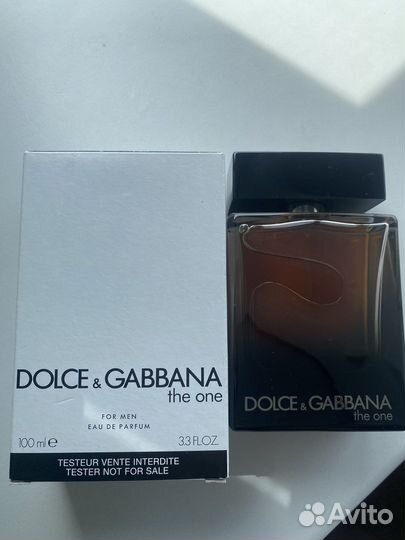 DOLCE & GABBANA
the one
FOR MEN
EAU DE PARFUM
100 ml e 3.3 FL.OZ.
TESTEUR VENTE INTERDITE
TESTER NOT FOR SALE
DOLCE & GABBANA
the one
Avito